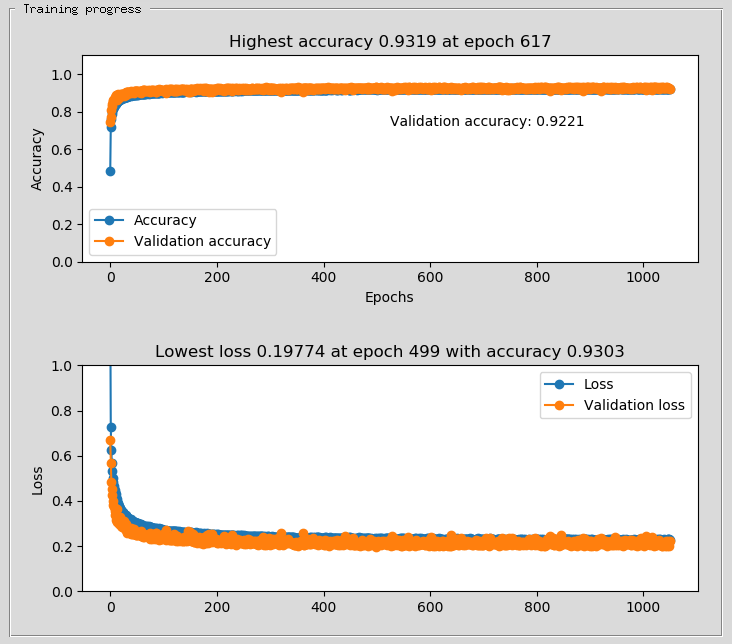 Training progress
Highest accuracy 0.9319 at epoch 617
1.0
0.8
0.6
0.4
0.2
0.0
Accuracy
Validation accuracy: 0.9221
Accuracy
Validation accuracy
0 200 400 600 800 1000
Epochs
Lowest loss 0.19774 at epoch 499 with accuracy 0.9303
1.0
0.8
0.6
0.4
0.2
0.0
Loss
Loss
Validation loss
0 200 400 600 800 1000